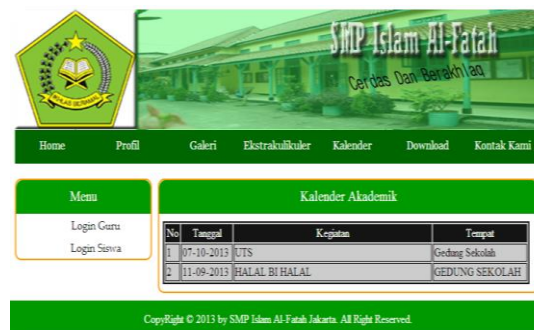 SMP Islam Al-Fatah
Cerdas Dan Berakhlaq
IKHLAS BERAMAL
Home Profil Galeri Ekstrakulikuler Kalender Download Kontak Kami
Menu
Login Guru
Login Siswa
Kalender Akademik
No Tanggal Kegiatan Tempat
1 07-10-2013 UTS Gedung Sekolah
2 11-09-2013 HALAL BI HALAL GEDUNG SEKOLAH
CopyRight © 2013 by SMP Islam Al-Fatah Jakarta. All Right Reserved.